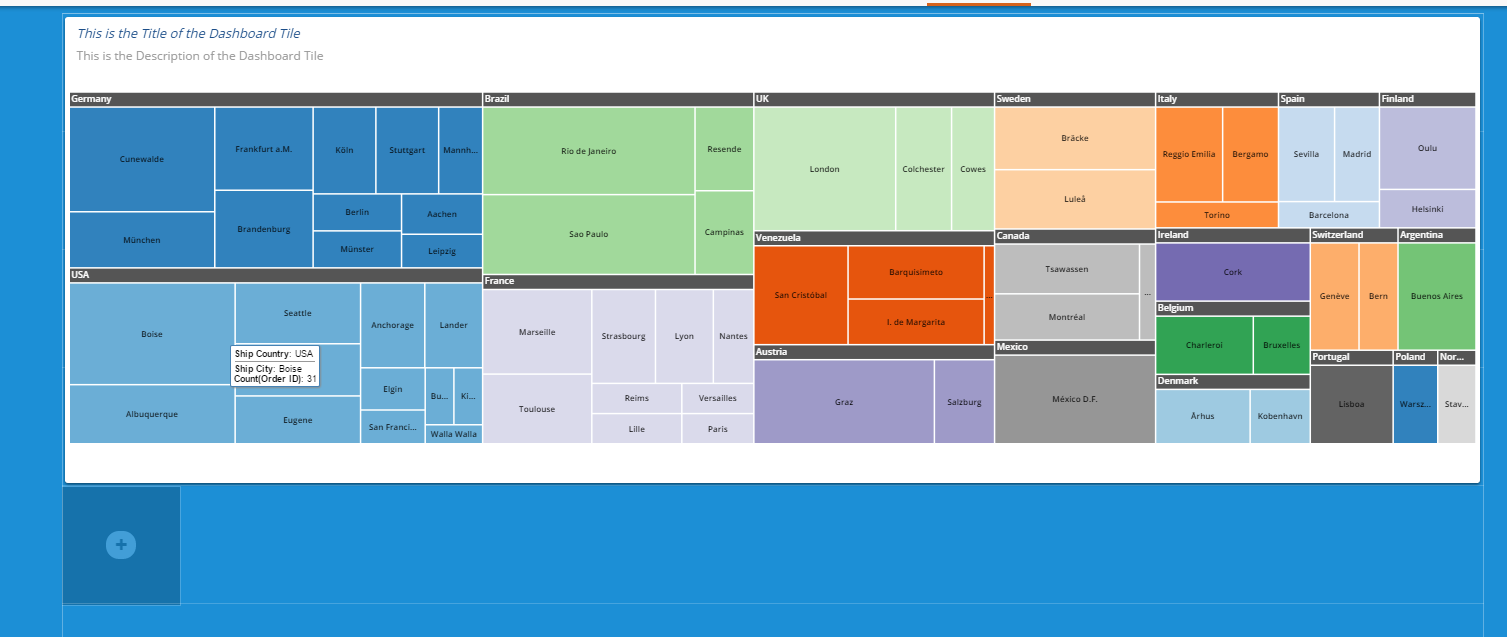 This is the Title of the Dashboard Tile
This is the Description of the Dashboard Tile
Germany
Cunewalde
München
Frankfurt a.M.
Brandenburg
Köln
Stuttgart
Mannh...
Berlin
Aachen
Münster
Leipzig
USA
Boise
Albuquerque
Seattle
Eugene
Anchorage
Lander
Elgin
Bu...
Ki...
San Franci...
Walla Walla
Ship Country: USA
Ship City: Boise
Count(Order ID): 31
Brazil
Rio de Janeiro
Sao Paulo
Resende
Campinas
France
Marseille
Toulouse
Strasbourg
Lyon
Nantes
Reims
Versailles
Lille
Paris
UK
London
Colchester
Cowes
Venezuela
San Cristóbal
Barquisimeto
I. de Margarita
...
Austria
Graz
Salzburg
Sweden
Bräcke
Luleå
Canada
Tsawassen
Montréal
...
Mexico
México D.F.
Italy
Reggio Emilia
Bergamo
Torino
Spain
Sevilla
Madrid
Barcelona
Finland
Oulu
Helsinki
Ireland
Cork
Belgium
Charleroi
Bruxelles
Denmark
Århus
Kobenhavn
Switzerland
Genève
Bern
Argentina
Buenos Aires
Portugal
Lisboa
Poland
Warsz...
Nor...
Stav...